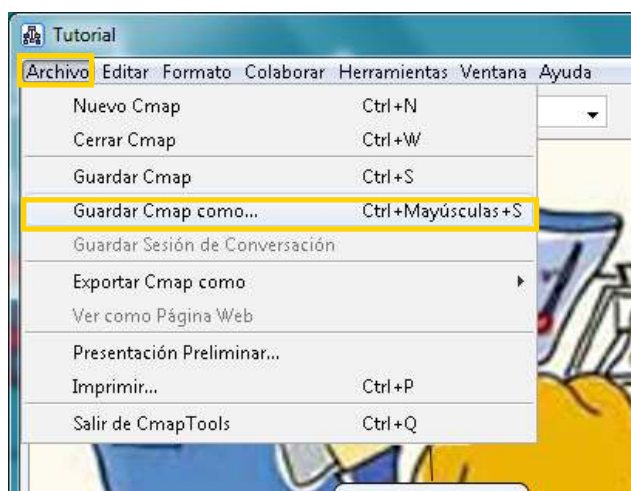 Tutorial
Archivo Editar Formato Colaborar Herramientas Ventana Ayuda
Nuevo Cmap Ctrl+N
Cerrar Cmap Ctrl+W
Guardar Cmap Ctrl+S
Guardar Cmap como... Ctrl+Mayúsculas+S
Guardar Sesión de Conversación
Exportar Cmap como
Ver como Página Web
Presentación Preliminar...
Imprimir... Ctrl+P
Salir de CmapTools Ctrl+Q